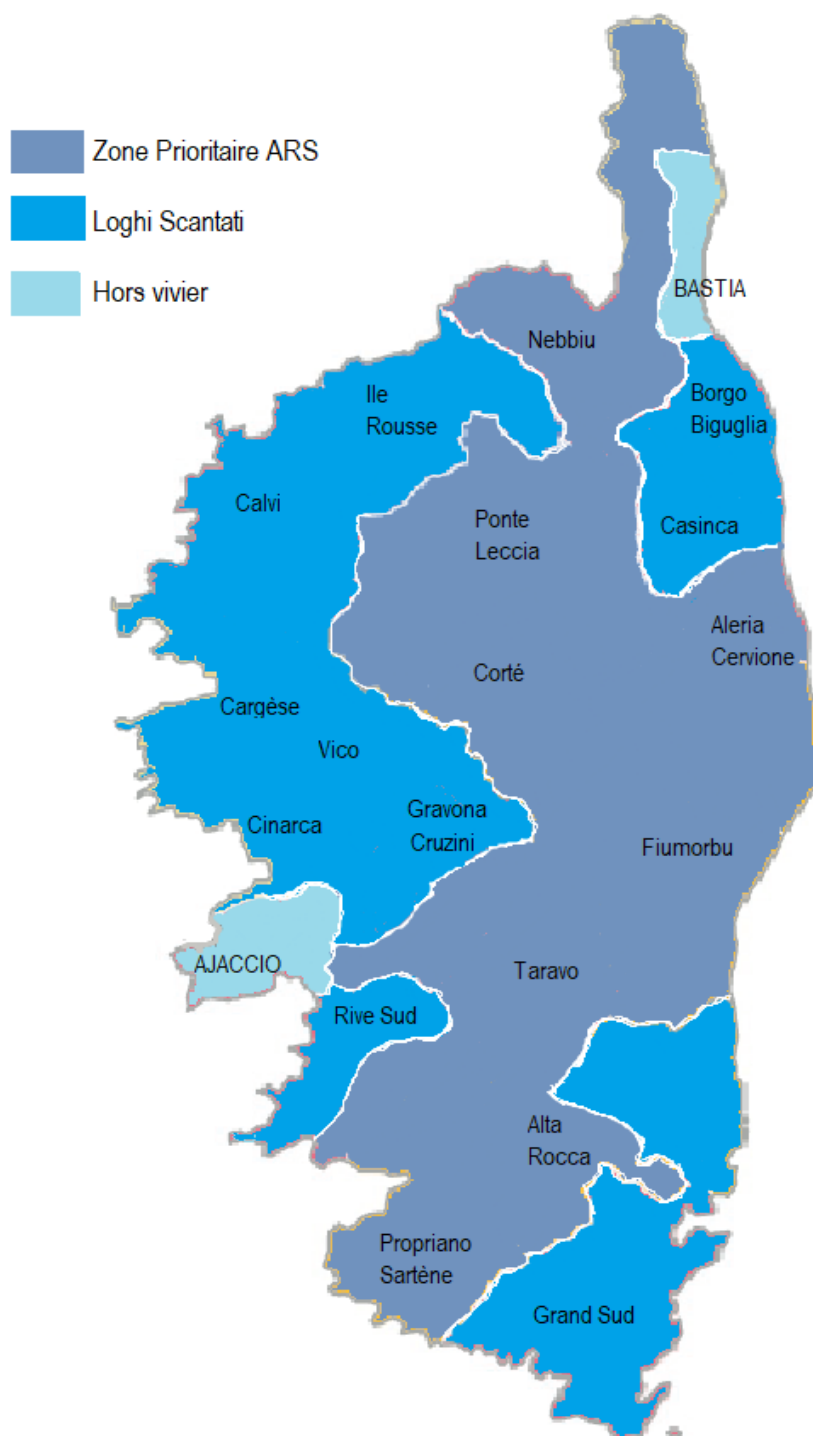 Zone Prioritaire ARS
Loghi Scantati
Hors vivier
BASTIA
Nebbiu
Ile
Rousse
Borgo
Biguglia
Calvi
Ponte
Leccia
Casinca
Aleria
Cervione
Corté
Cargèse
Vico
Gravona
Cruzini
Cinarca
Fiumorbu
AJACCIO
Taravo
Rive Sud
Alta
Rocca
Propriano
Sartène
Grand Sud